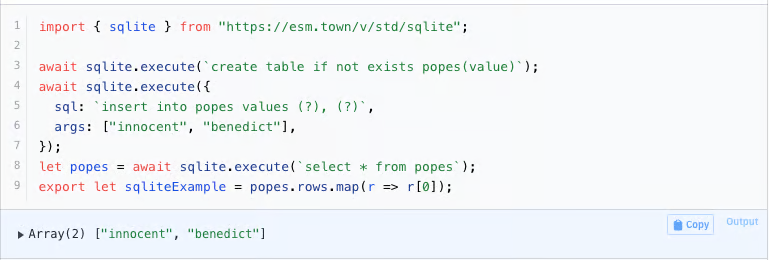 1 import { sqlite } from "https://esm.town/v/std/sqlite";
2
3 await sqlite.execute(`create table if not exists popes(value)`);
4 await sqlite.execute({
5   sql: `insert into popes values (?), (?)`,
6   args: ["innocent", "benedict"],
7 });
8 let popes = await sqlite.execute(`select * from popes`);
9 export let sqliteExample = popes.rows.map(r => r[0]);
Copy Output
▶ Array(2) ["innocent", "benedict"]